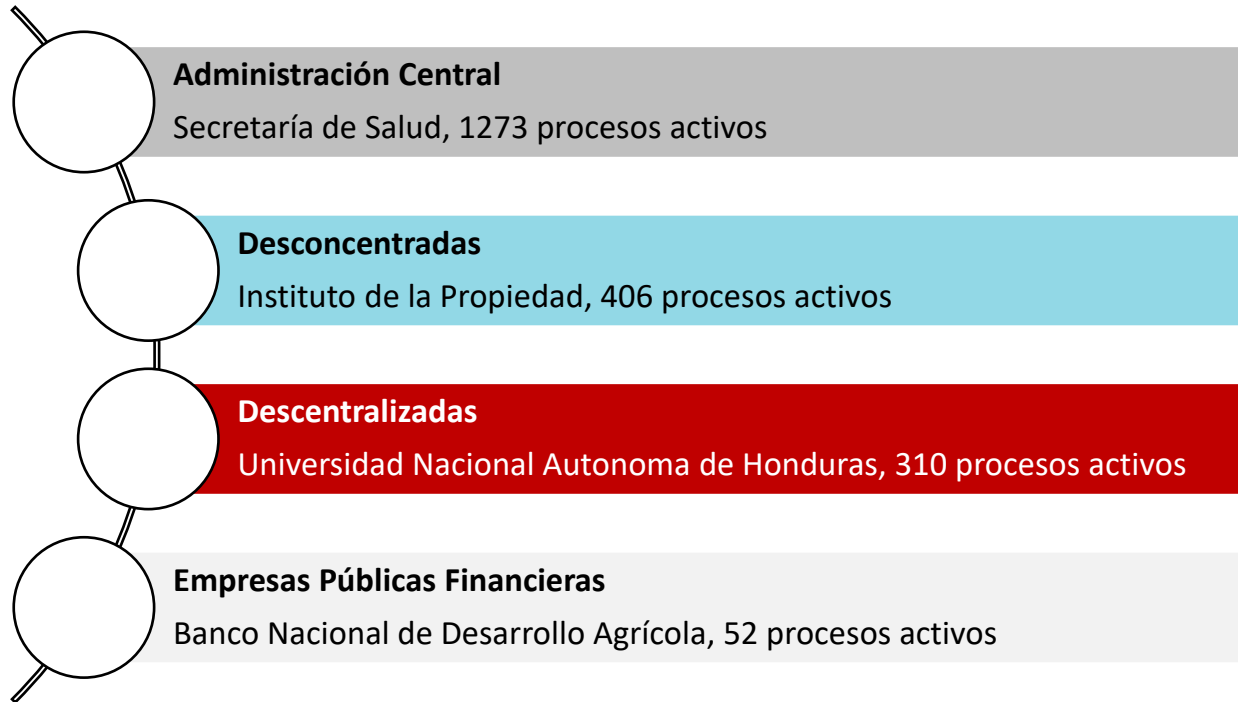 Administración Central
Secretaría de Salud, 1273 procesos activos
Desconcentradas
Instituto de la Propiedad, 406 procesos activos
Descentralizadas
Universidad Nacional Autonoma de Honduras, 310 procesos activos
Empresas Públicas Financieras
Banco Nacional de Desarrollo Agrícola, 52 procesos activos